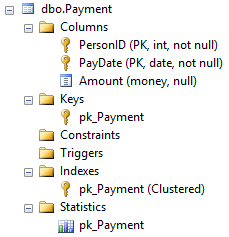 dbo.Payment
Columns
PersonID (PK, int, not null)
PayDate (PK, date, not null)
Amount (money, null)
Keys
pk_Payment
Constraints
Triggers
Indexes
pk_Payment (Clustered)
Statistics
pk_Payment